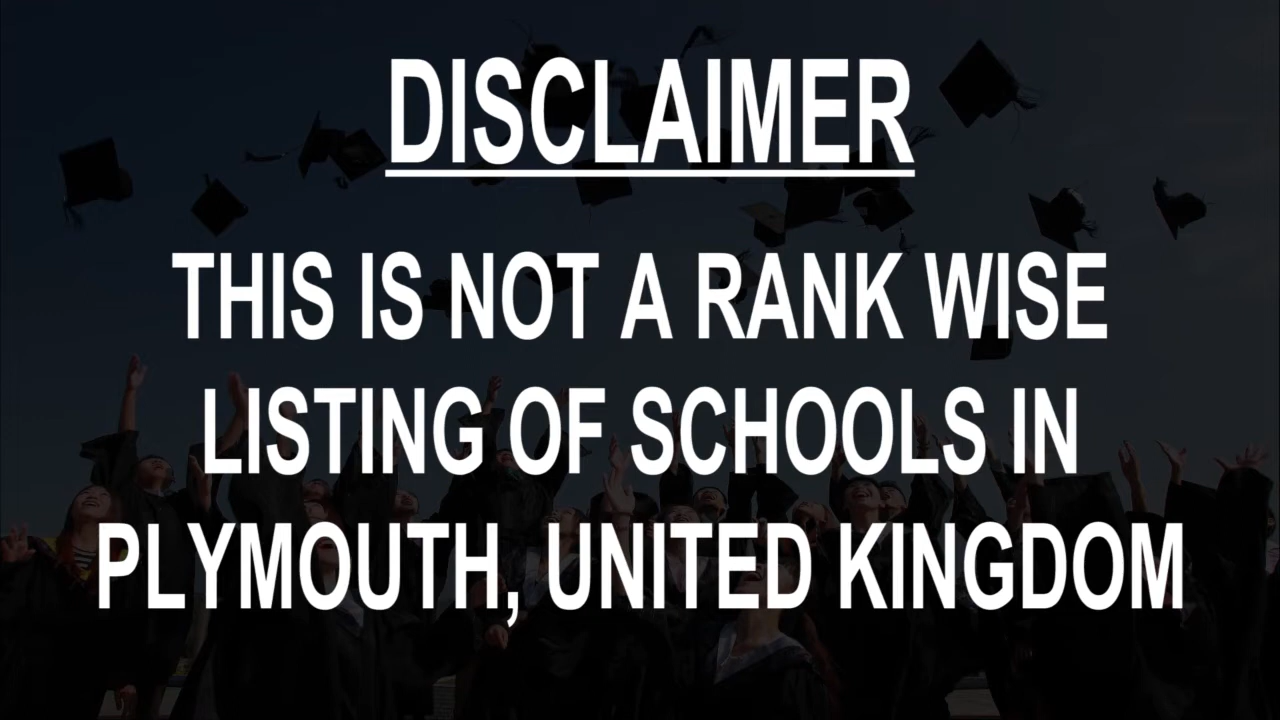 DISCLAIMER
THIS IS NOT A RANK WISE
LISTING OF SCHOOLS IN
PLYMOUTH, UNITED KINGDOM